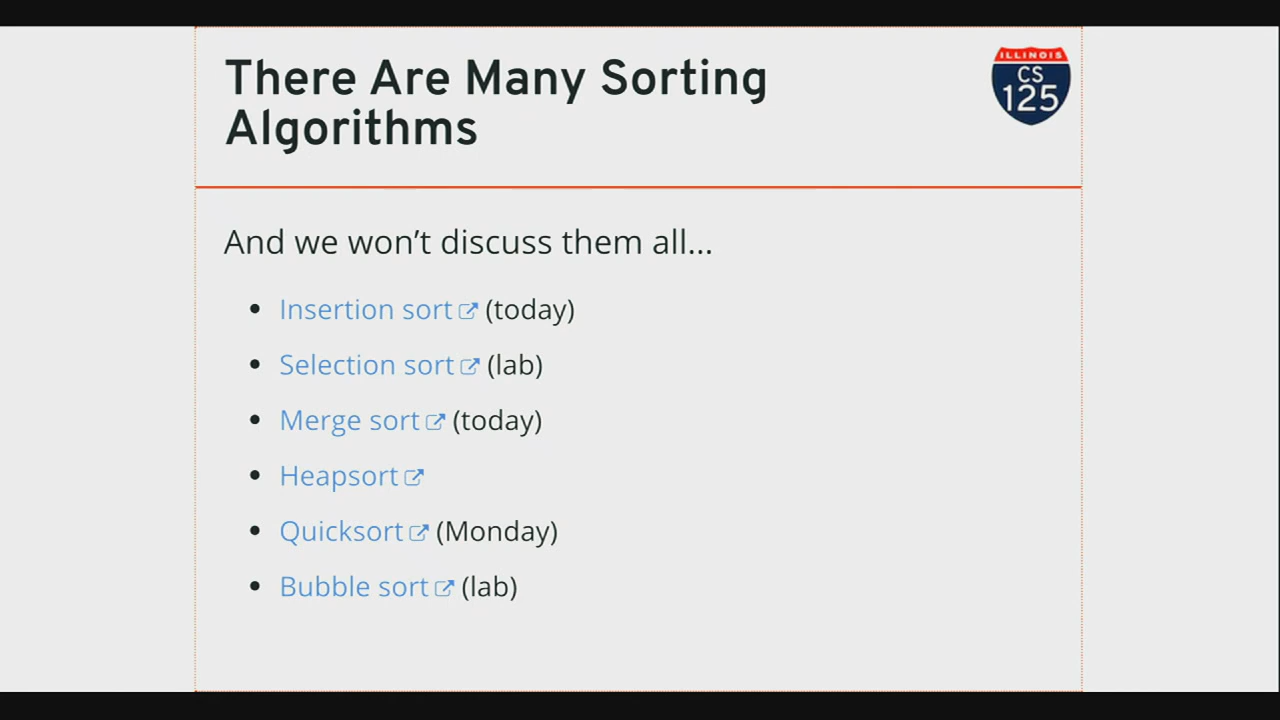 There Are Many Sorting
Algorithms
ILLINOIS
CS
125
And we won’t discuss them all...
• Insertion sort (today)
• Selection sort (lab)
• Merge sort (today)
• Heapsort
• Quicksort (Monday)
• Bubble sort (lab)